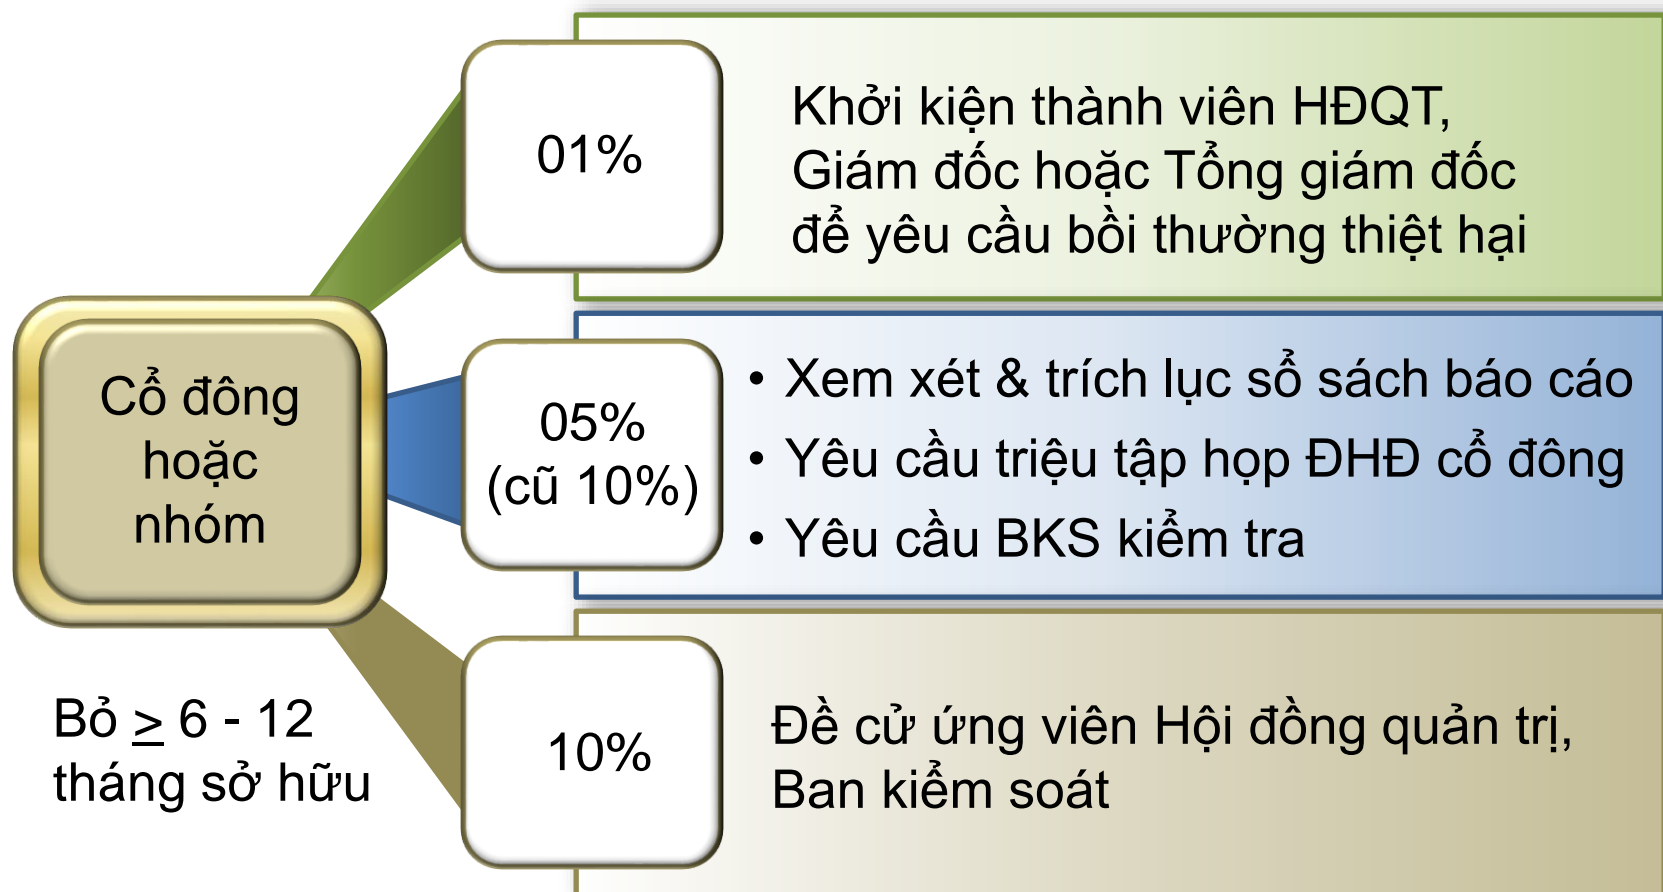 01%
Khởi kiện thành viên HĐQT,
Giám đốc hoặc Tổng giám đốc
để yêu cầu bồi thường thiệt hại
Cổ đông
hoặc
nhóm
05%
(cũ 10%)
• Xem xét & trích lục sổ sách báo cáo
• Yêu cầu triệu tập họp ĐHĐ cổ đông
• Yêu cầu BKS kiểm tra
Bỏ ≥ 6 - 12
tháng sở hữu
10%
Đề cử ứng viên Hội đồng quản trị,
Ban kiểm soát